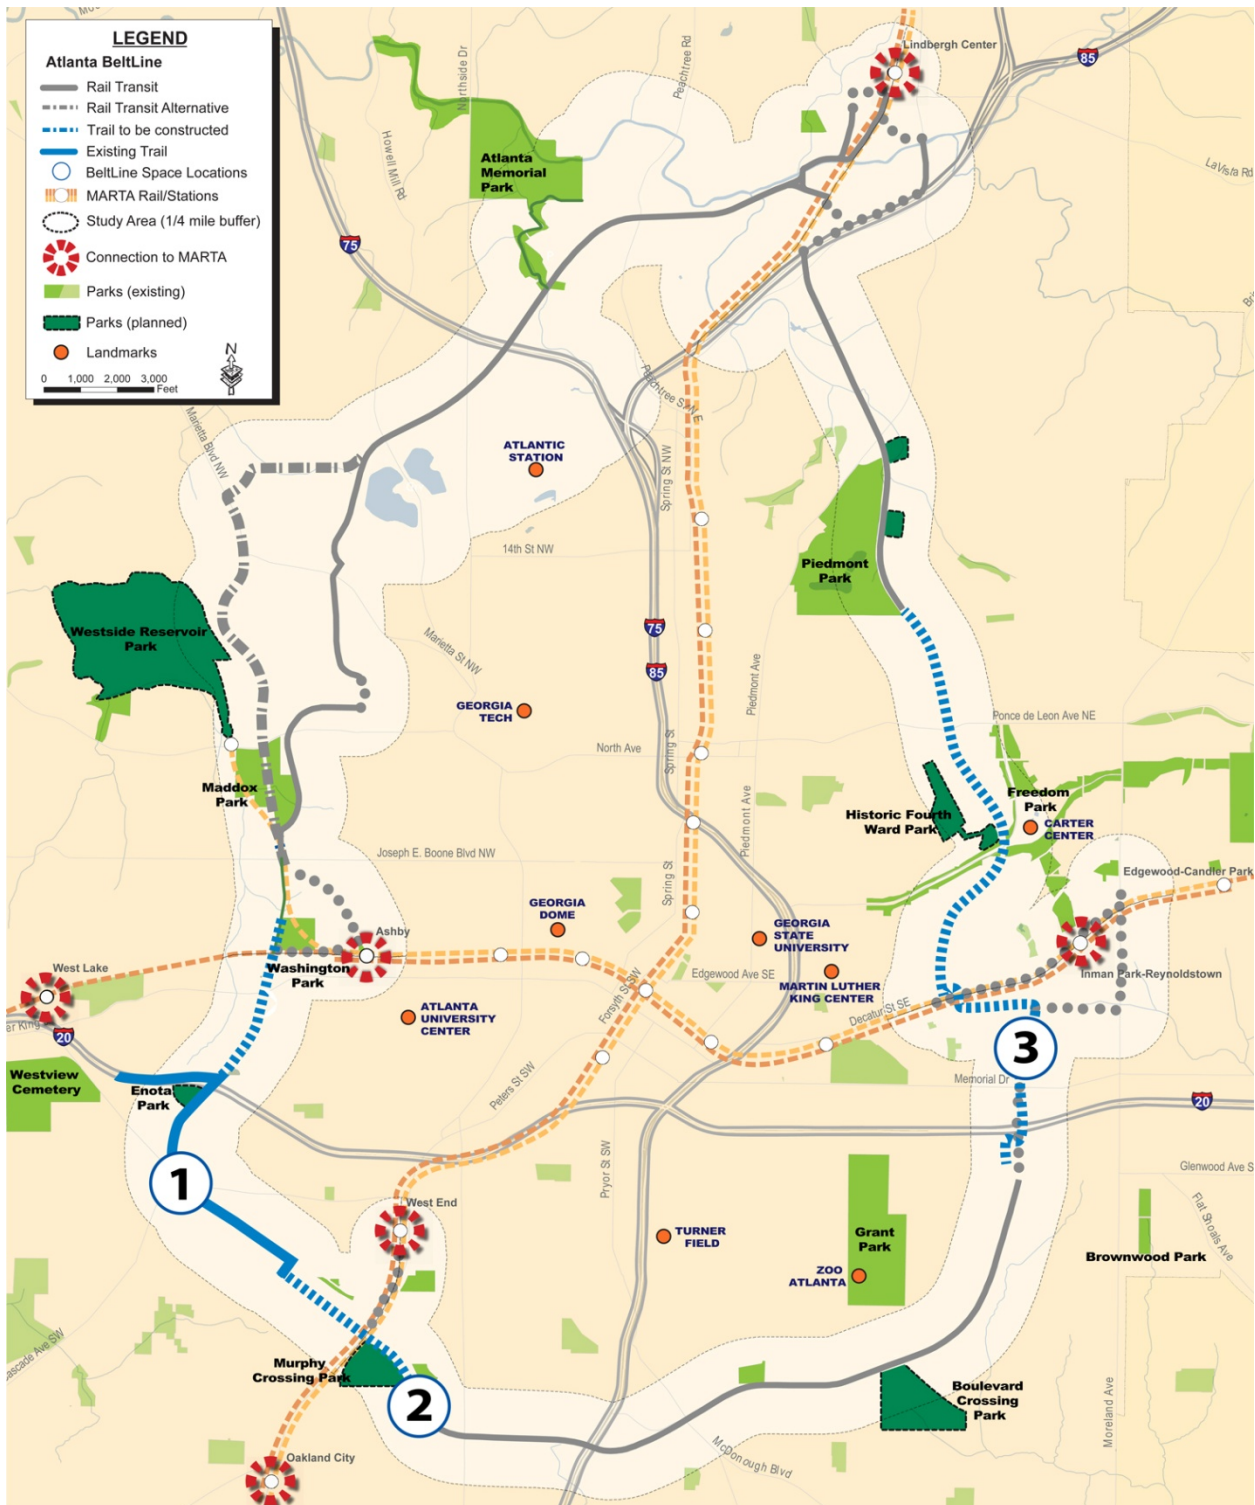 LEGEND
Atlanta BeltLine
Rail Transit
Rail Transit Alternative
Trail to be constructed
Existing Trail
BeltLine Space Locations
MARTA Rail/Stations
Study Area (1/4 mile buffer)
Connection to MARTA
Parks (existing)
Parks (planned)
Landmarks
N
0 1,000 2,000 3,000
Feet
Lindbergh Center
85
Northside Dr
Peachtree Rd
Howell Mill Rd
Atlanta
Memorial
Park
LaVista Rd
75
Marietta Blvd NW
Peachtree St NE
ATLANTIC
STATION
Spring St NW
14th St NW
Piedmont
Park
Westside Reservoir
Park
75
85
Marietta St NW
Piedmont Ave
GEORGIA
TECH
North Ave
Spring St
Ponce de Leon Ave NE
Maddox
Park
Historic Fourth
Ward Park
Freedom
Park
CARTER
CENTER
Piedmont Ave
Joseph E. Boone Blvd NW
Spring St
Edgewood-Candler Park
GEORGIA
DOME
Ashby
GEORGIA
STATE
UNIVERSITY
West Lake
Washington
Park
Forsyth St SW
Edgewood Ave SE
MARTIN LUTHER
KING CENTER
Inman Park-Reynoldstown
ATLANTA
UNIVERSITY
CENTER
Decatur St SE
er King
20
3
Westview
Cemetery
Enota
Park
Peters St SW
Memorial Dr
20
1
Pryor St SW
Glenwood Ave S
West End
Flat Shoals Ave
TURNER
FIELD
Grant
Park
Brownwood Park
ZOO
ATLANTA
ascade Ave SW
Murphy
Crossing Park
2
Boulevard
Crossing
Park
Moreland Ave
Oakland City
McDonough Blvd